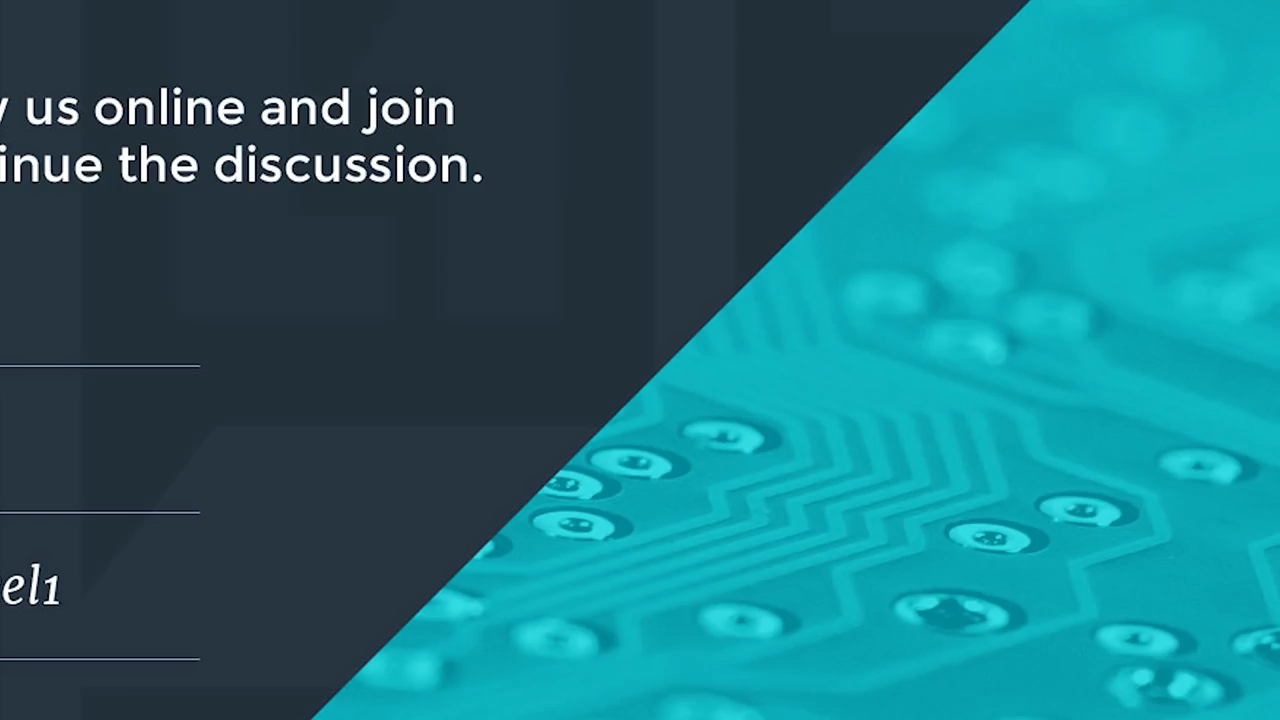 us online and join
inue the discussion.
el1